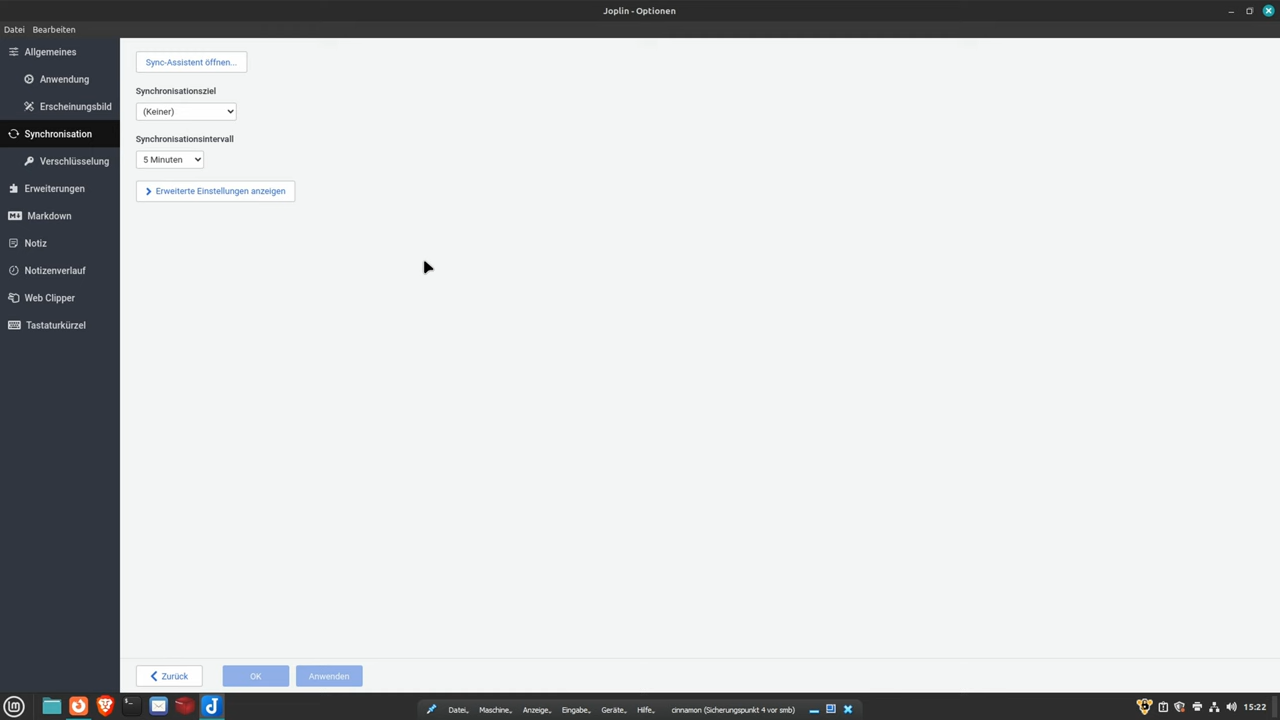 Joplin - Optionen
Datei Bearbeiten
Allgemeines
Anwendung
Erscheinungsbild
Synchronisation
Verschlüsselung
Erweiterungen
Markdown
Notiz
Notizenverlauf
Web Clipper
Tastaturkürzel
Sync-Assistent öffnen...
Synchronisationsziel
(Keiner)
Synchronisationsintervall
5 Minuten
Erweiterte Einstellungen anzeigen
Zurück OK Anwenden
Datei.. Maschine.. Anzeige.. Eingabe.. Geräte.. Hilfe.. cinnamon (Sicherungspunkt 4 vor smb)
15:22